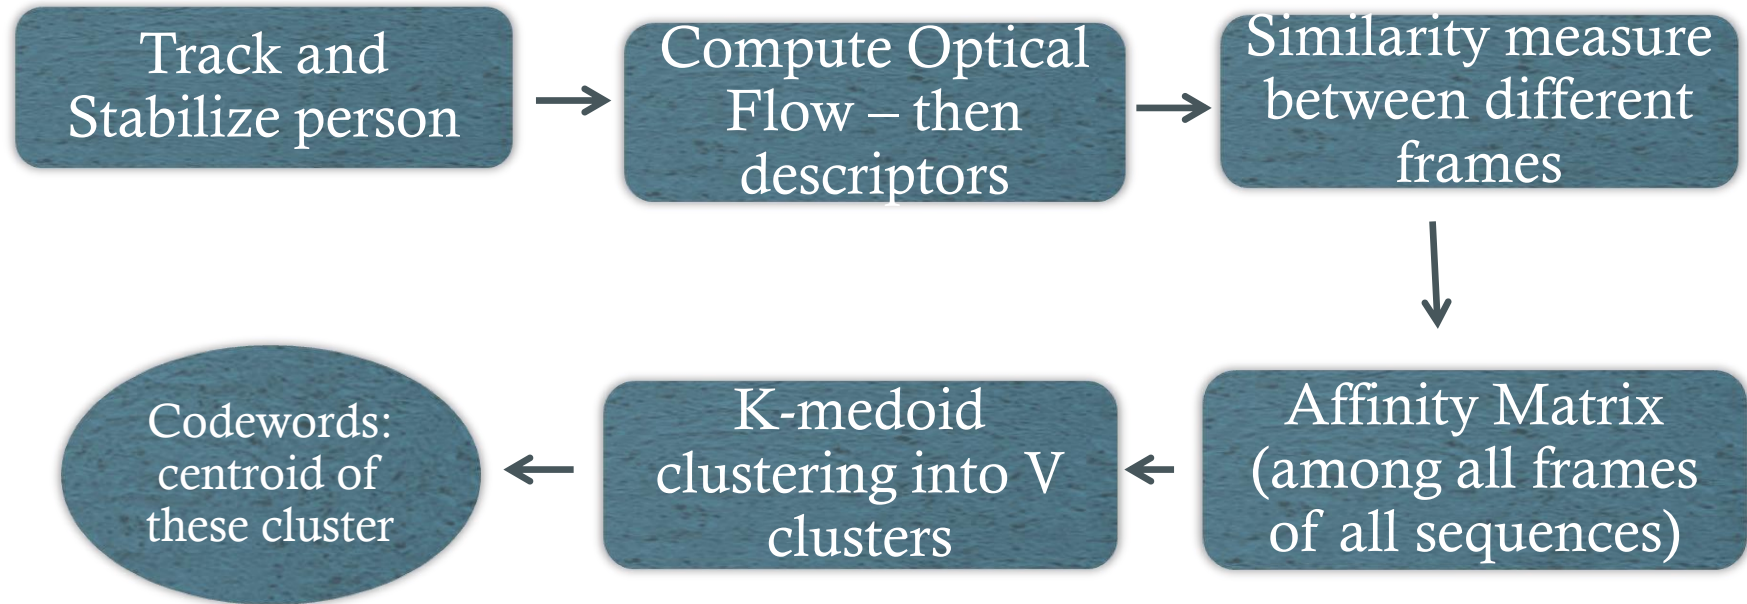 Track and
Stabilize person
Compute Optical
Flow – then
descriptors
Similarity measure
between different
frames
Affinity Matrix
(among all frames
of all sequences)
K-medoid
clustering into V
clusters
Codewords:
centroid of
these cluster